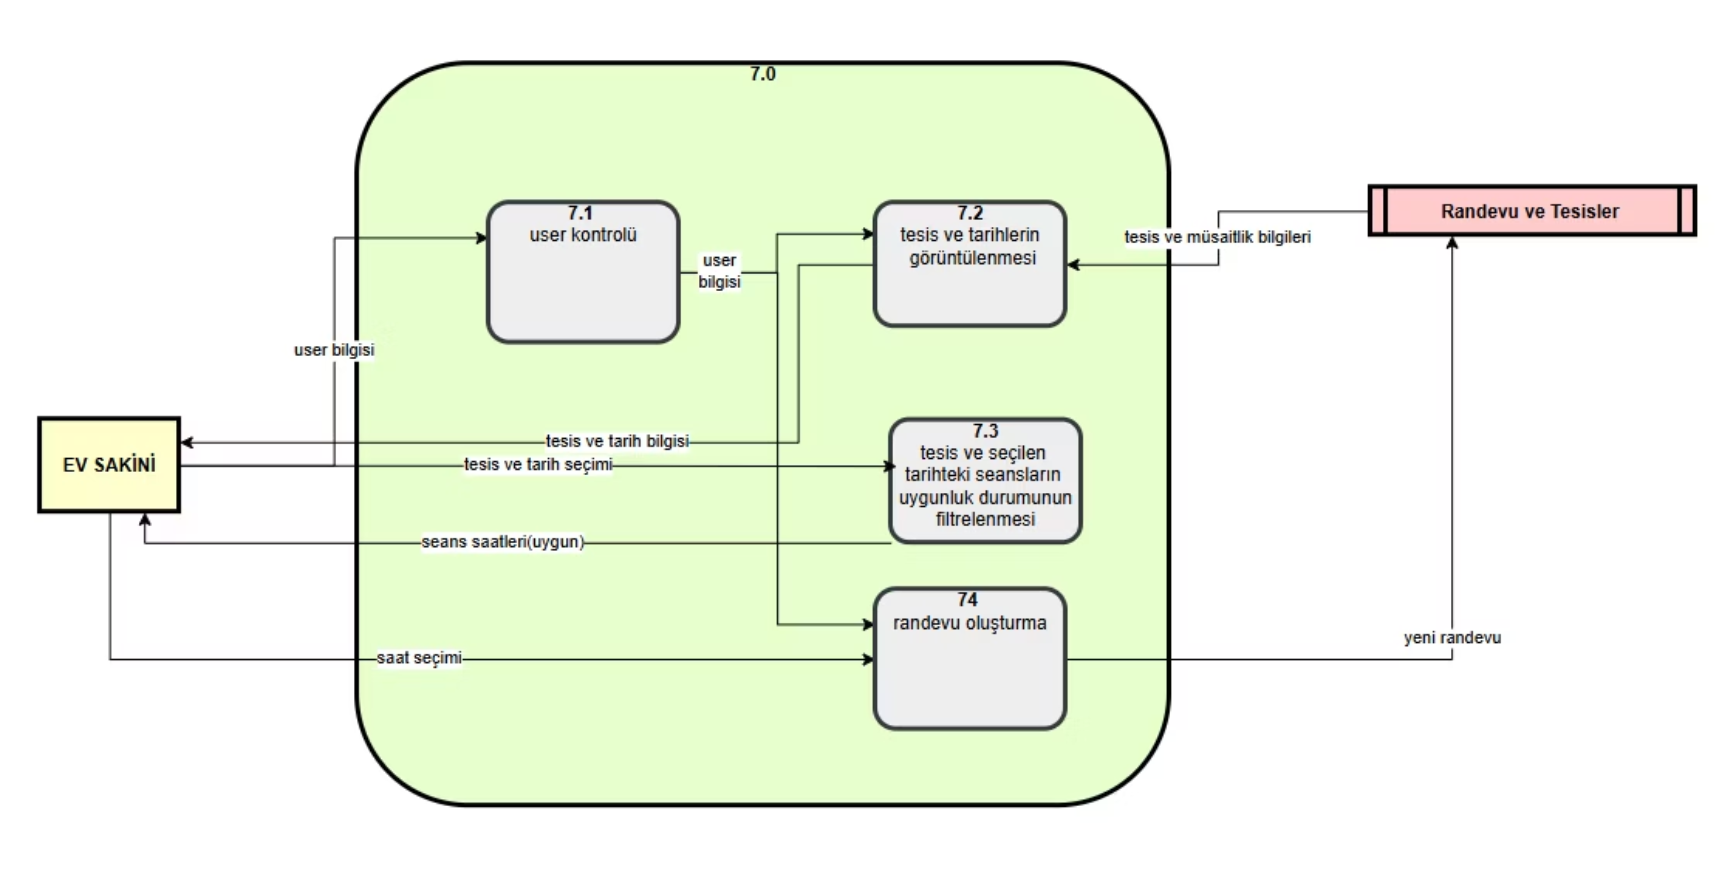 7.0
7.1
user kontrolü
7.2
tesis ve tarihlerin
görüntülenmesi
Randevu ve Tesisler
tesis ve müsaitlik bilgileri
user
bilgisi
user bilgisi
EV SAKİNİ
tesis ve tarih bilgisi
tesis ve tarih seçimi
7.3
tesis ve seçilen
tarihteki seansların
uygunluk durumunun
filtrelenmesi
seans saatleri(uygun)
74
randevu oluşturma
saat seçimi
yeni randevu